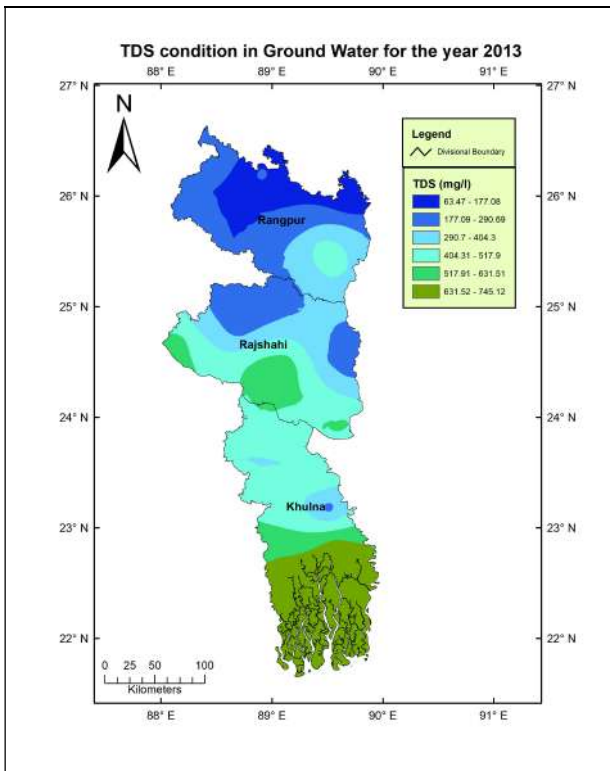 TDS condition in Ground Water for the year 2013
88° E 89° E 90° E 91° E
27° N 27° N
N
Legend
Divisional Boundary
TDS (mg/l)
63.47 - 177.08
177.09 - 290.69
290.7 - 404.3
404.31 - 517.9
517.91 - 631.51
631.52 - 745.12
26° N 26° N
Rangpur
25° N 25° N
Rajshahi
24° N 24° N
Khulna
23° N 23° N
22° N 22° N
0 25 50 100
Kilometers
88° E 89° E 90° E 91° E